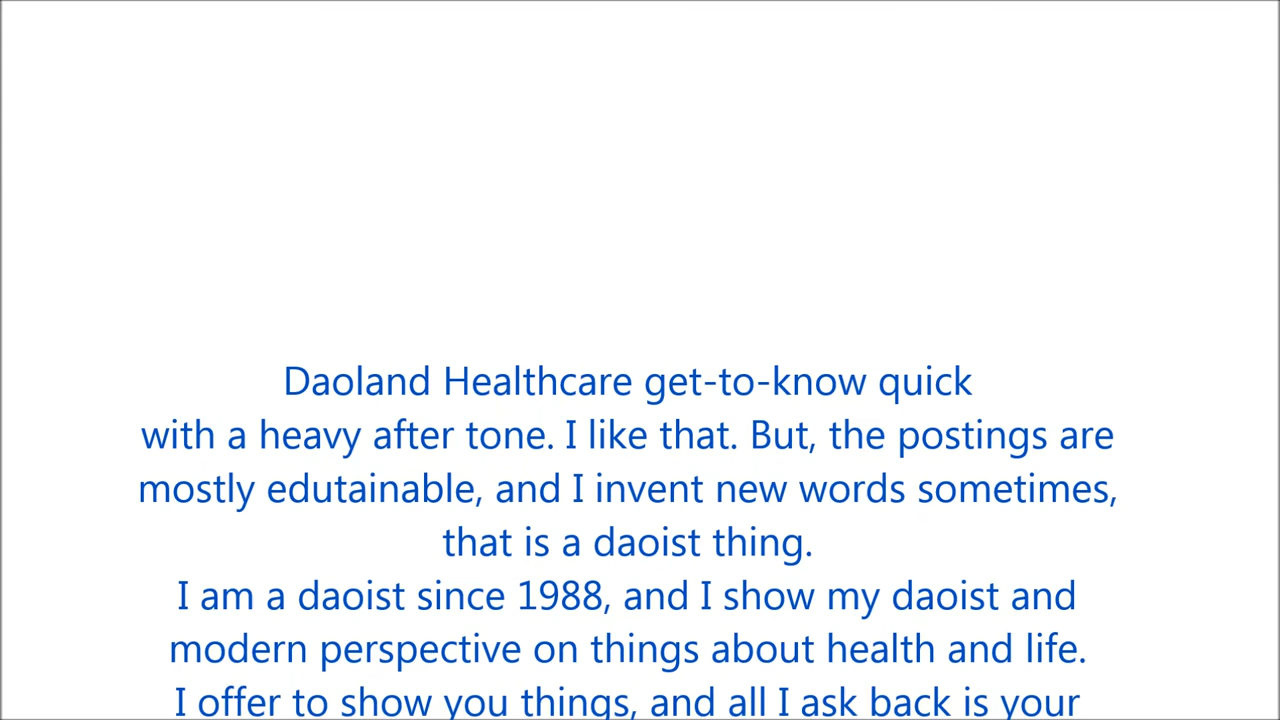 Daoland Healthcare get-to-know quick
with a heavy after tone. I like that. But, the postings are
mostly edutainable, and I invent new words sometimes,
that is a daoist thing.
I am a daoist since 1988, and I show my daoist and
modern perspective on things about health and life.
I offer to show you things, and all I ask back is your